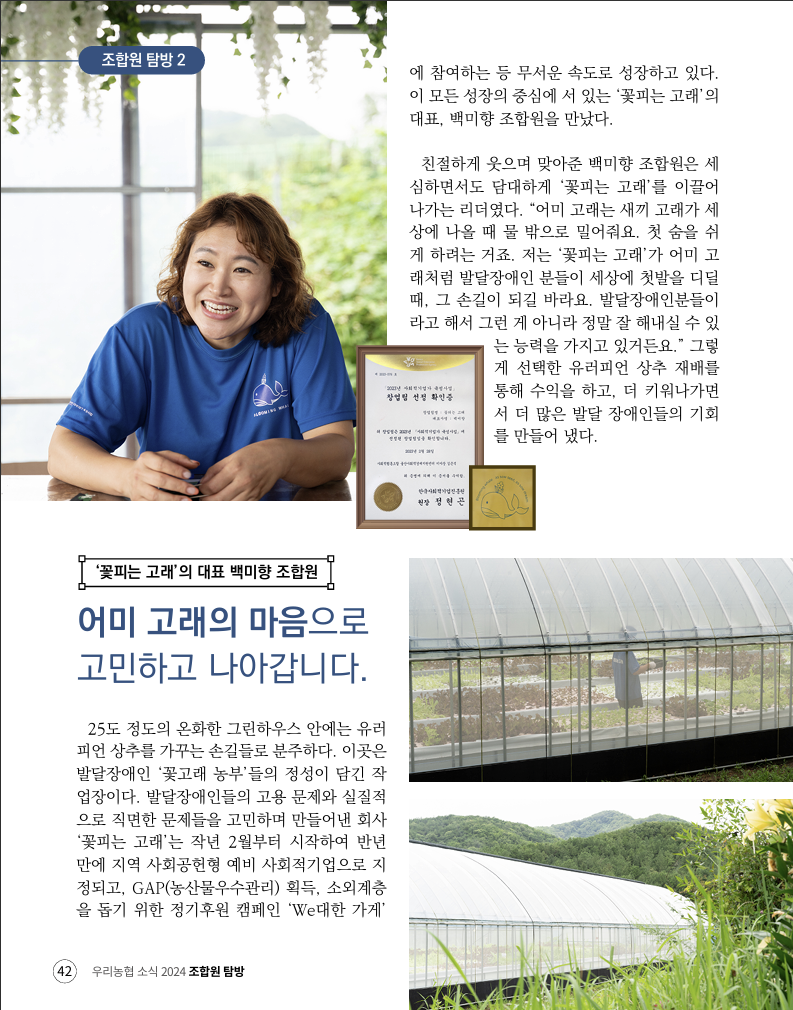 조합원 탐방 2
‘꽃피는 고래’의 대표 백미향 조합원
어미 고래의 마음으로
고민하고 나아갑니다.
25도 정도의 온화한 그린하우스 안에는 유러
피언 상추를 가꾸는 손길들로 분주하다. 이곳은
발달장애인 ‘꽃고래 농부’들의 정성이 담긴 작
업장이다. 발달장애인들의 고용 문제와 실질적
으로 직면한 문제들을 고민하며 만들어낸 회사
‘꽃피는 고래’는 작년 2월부터 시작하여 반년
만에 지역 사회공헌형 예비 사회적기업으로 지
정되고, GAP(농산물우수관리) 획득, 소외계층
을 돕기 위한 정기후원 캠페인 ‘We대한 가게’
에 참여하는 등 무서운 속도로 성장하고 있다.
이 모든 성장의 중심에 서 있는 ‘꽃피는 고래’의
대표, 백미향 조합원을 만났다.
친절하게 웃으며 맞아준 백미향 조합원은 세
심하면서도 담대하게 ‘꽃피는 고래’를 이끌어
나가는 리더였다. “어미 고래는 새끼 고래가 세
상에 나올 때 물 밖으로 밀어줘요. 첫 숨을 쉬
게 하려는 거죠. 저는 ‘꽃피는 고래’가 어미 고
래처럼 발달장애인 분들이 세상에 첫발을 디딜
때, 그 손길이 되길 바라요. 발달장애인분들이
라고 해서 그런 게 아니라 정말 잘 해내실 수 있
는 능력을 가지고 있거든요.” 그렇
게 선택한 유러피언 상추 재배를
통해 수익을 하고, 더 키워나가면
서 더 많은 발달 장애인들의 기회
를 만들어 냈다.
「2023년 사회적기업가 육성사업」
창업팀 선정 확인증
2023년
한국사회적기업진흥원
원장 정현곤
42 우리농협 소식 2024 조합원 탐방